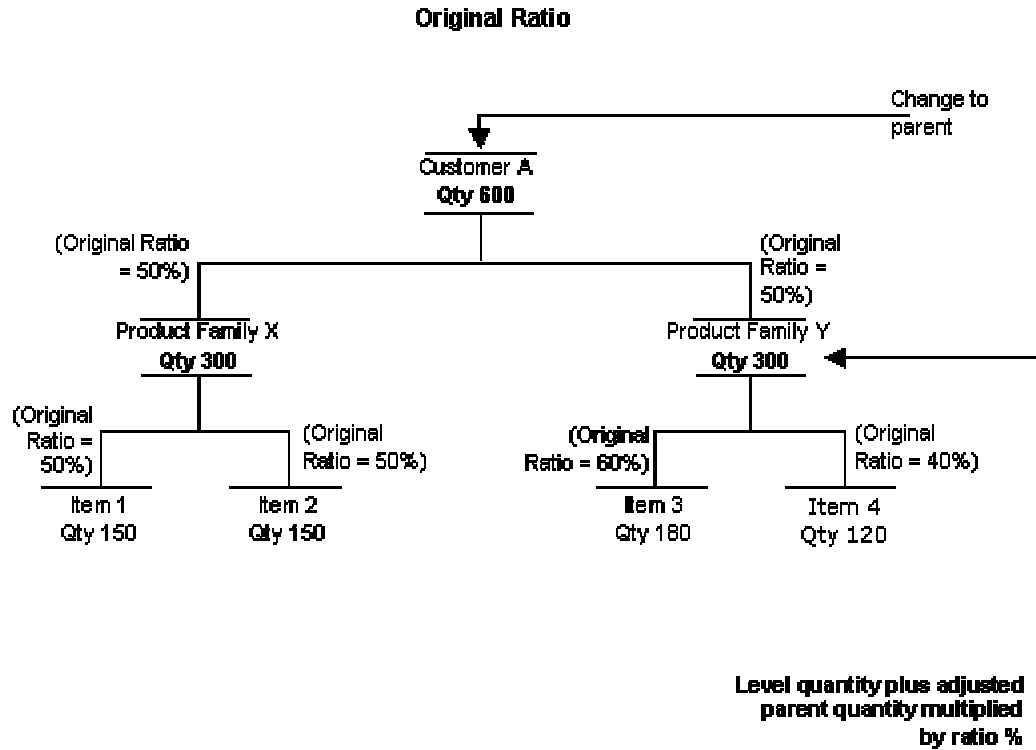 Original Ratio
Change to
parent
Customer A
Qty 600
(Original Ratio
= 50%)
(Original
Ratio =
50%)
Product Family X
Qty 300
Product Family Y
Qty 300
(Original
Ratio =
50%)
(Original
Ratio = 50%)
(Original
Ratio = 60%)
(Original
Ratio = 40%)
Item 1
Qty 150
Item 2
Qty 150
Item 3
Qty 180
Item 4
Qty 120
Level quantity plus adjusted
parent quantity multiplied
by ratio %